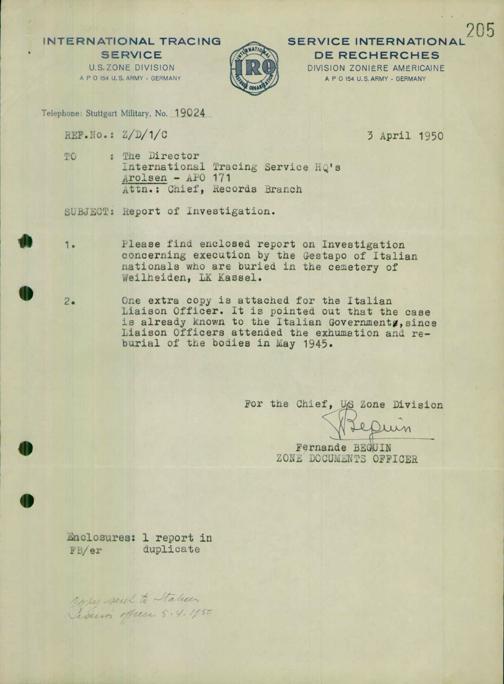 205
INTERNATIONAL TRACING
SERVICE
U.S. ZONE DIVISION
A P O 154 U.S. ARMY - GERMANY
INTERNATIONAL
IRO
SERVICE INTERNATIONAL
DE RECHERCHES
DIVISION ZONIÈRE AMERICAINE
A P O 154 U.S. ARMY - GERMANY
Telephone: Stuttgart Military, No. 19024
REF.No.: Z/D/1/C 3 April 1950
TO : The Director
International Tracing Service HQ's
Arolsen - APO 171
Attn.: Chief, Records Branch
SUBJECT: Report of Investigation.
1. Please find enclosed report on Investigation
concerning execution by the Gestapo of Italian
nationals who are buried in the cemetery of
Weilheiden, LK Kassel.
2. One extra copy is attached for the Italian
Liaison Officer. It is pointed out that the case
is already known to the Italian Government, since
Liaison Officers attended the exhumation and re-
burial of the bodies in May 1945.
For the Chief, US Zone Division
Beguin
Fernande BEGUIN
ZONE DOCUMENTS OFFICER
Enclosures: 1 report in
FB/er duplicate
copy sent to Italian
Liaison officer 5.4.1950